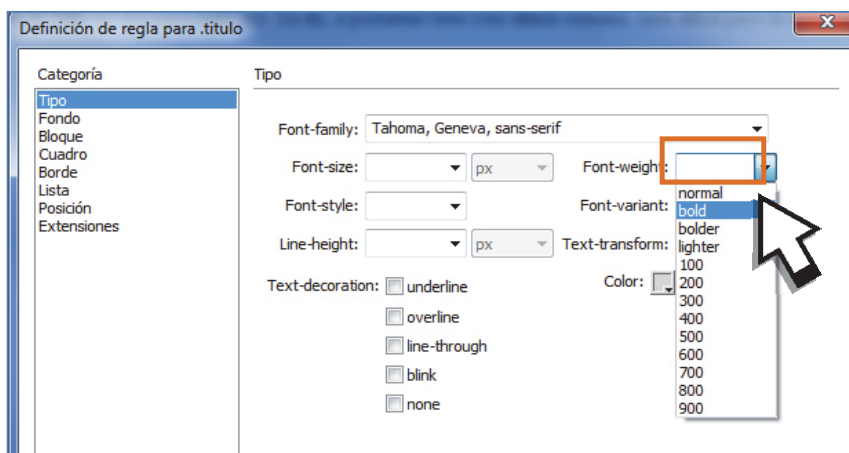 Definición de regla para .titulo
Categoría
Tipo
Fondo
Bloque
Cuadro
Borde
Lista
Posición
Extensiones
Tipo
Font-family: Tahoma, Geneva, sans-serif
Font-size: px Font-weight:
Font-style: Font-variant:
Line-height: px Text-transform:
Text-decoration: underline Color:
overline
line-through
blink
none
normal
bold
bolder
lighter
100
200
300
400
500
600
700
800
900